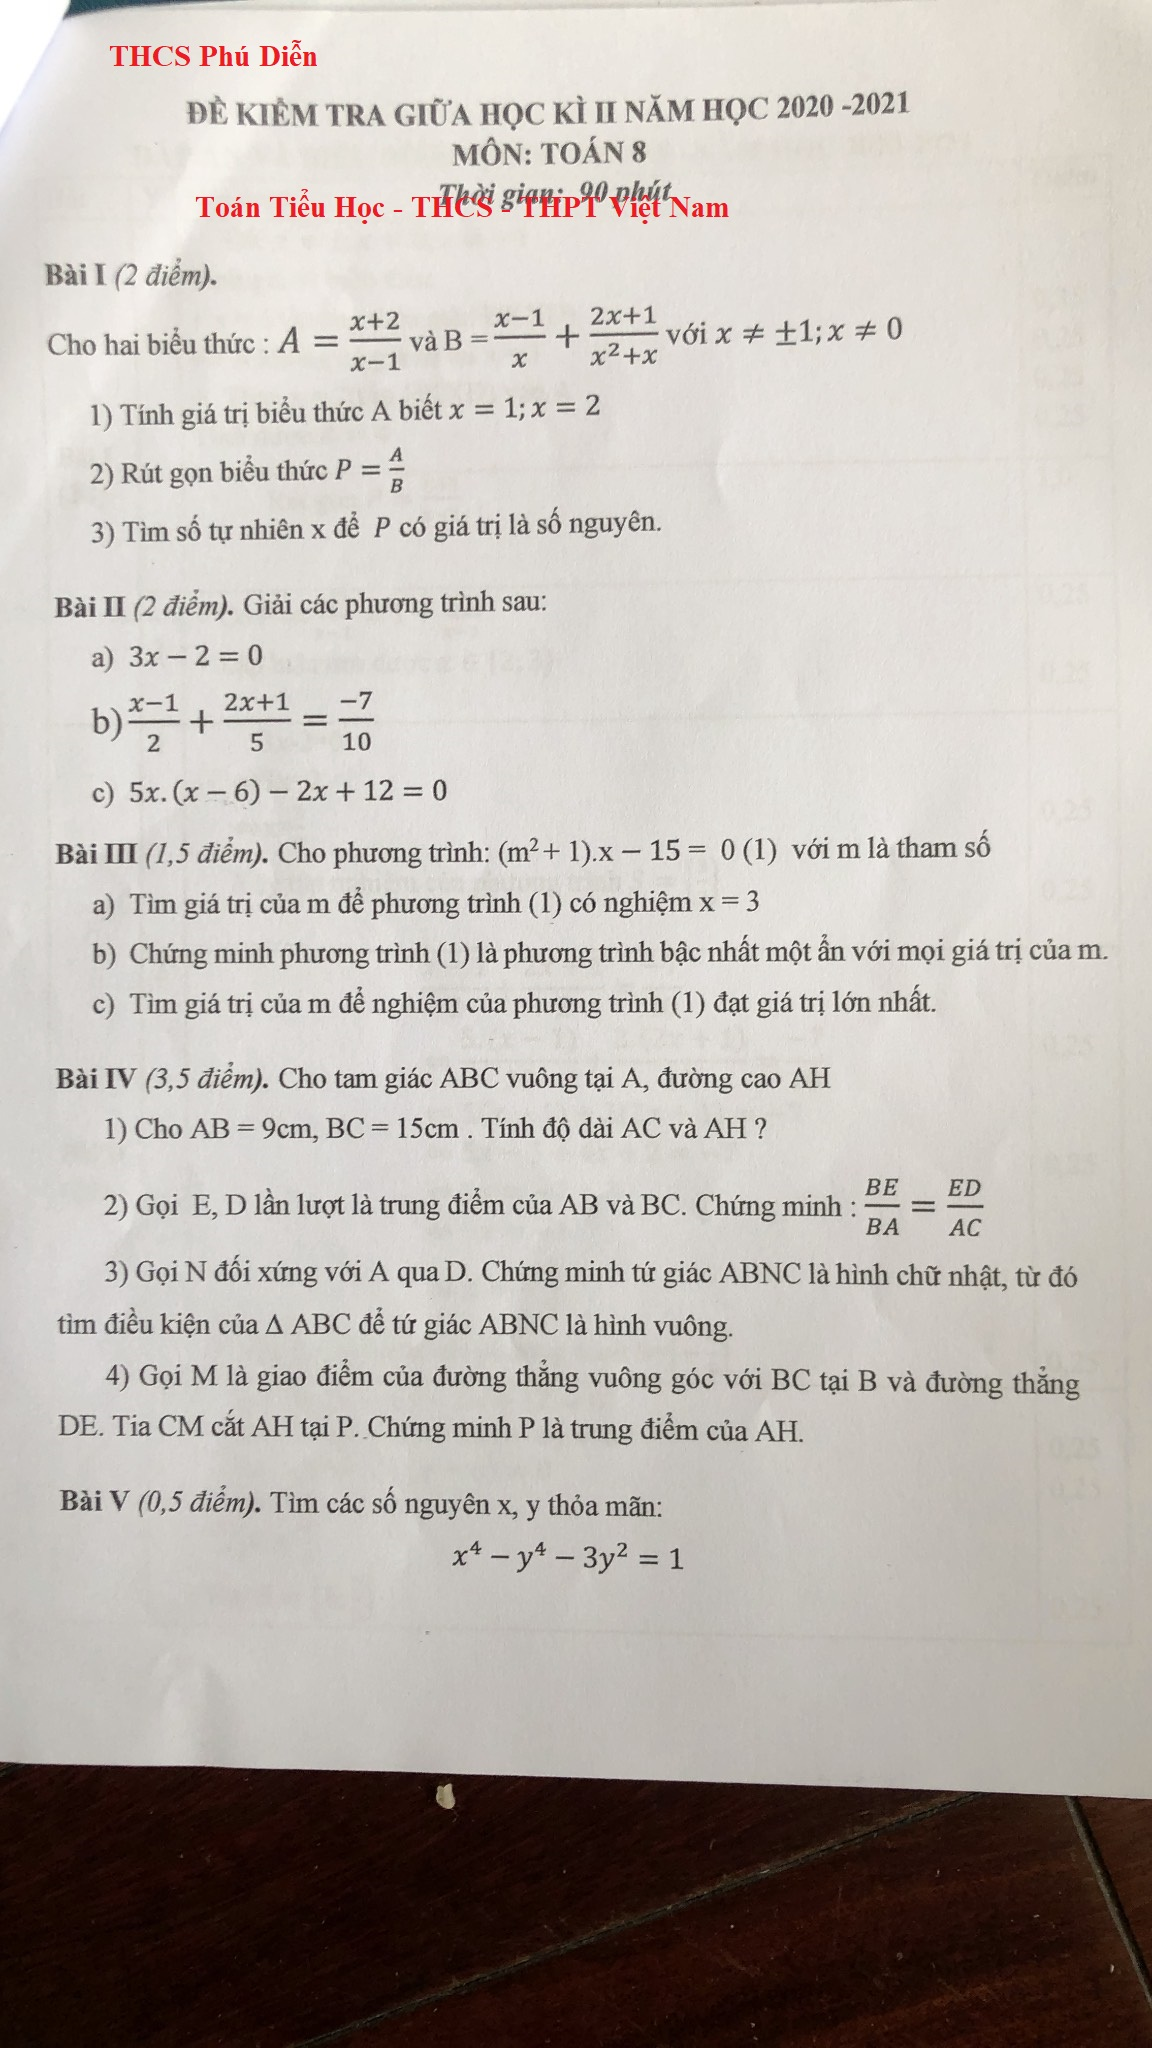 THCS Phú Diễn
ĐỀ KIỂM TRA GIỮA HỌC KÌ II NĂM HỌC 2020 -2021
MÔN: TOÁN 8
Thời gian: 90 phút
Toán Tiểu Học - THCS - THPT Việt Nam
Bài I (2 điểm).
Cho hai biểu thức : A = \frac{x+2}{x−1} và B = \frac{x−1}{x} + \frac{2x+1}{x²+x} với x ≠ ±1; x ≠ 0
1) Tính giá trị biểu thức A biết x = 1; x = 2
2) Rút gọn biểu thức P = \frac{A}{B}
3) Tìm số tự nhiên x để P có giá trị là số nguyên.
Bài II (2 điểm). Giải các phương trình sau:
a) 3x − 2 = 0
b) \frac{x−1}{2} + \frac{2x+1}{5} = \frac{−7}{10}
c) 5x. (x − 6) − 2x + 12 = 0
Bài III (1,5 điểm). Cho phương trình: (m² + 1).x − 15 = 0 (1) với m là tham số
a) Tìm giá trị của m để phương trình (1) có nghiệm x = 3
b) Chứng minh phương trình (1) là phương trình bậc nhất một ẩn với mọi giá trị của m.
c) Tìm giá trị của m để nghiệm của phương trình (1) đạt giá trị lớn nhất.
Bài IV (3,5 điểm). Cho tam giác ABC vuông tại A, đường cao AH
1) Cho AB = 9cm, BC = 15cm . Tính độ dài AC và AH ?
2) Gọi E, D lần lượt là trung điểm của AB và BC. Chứng minh : \frac{BE}{BA} = \frac{ED}{AC}
3) Gọi N đối xứng với A qua D. Chứng minh tứ giác ABNC là hình chữ nhật, từ đó
tìm điều kiện của Δ ABC để tứ giác ABNC là hình vuông.
4) Gọi M là giao điểm của đường thẳng vuông góc với BC tại B và đường thẳng
DE. Tia CM cắt AH tại P. Chứng minh P là trung điểm của AH.
Bài V (0,5 điểm). Tìm các số nguyên x, y thỏa mãn:
x⁴ − y⁴ − 3y² = 1